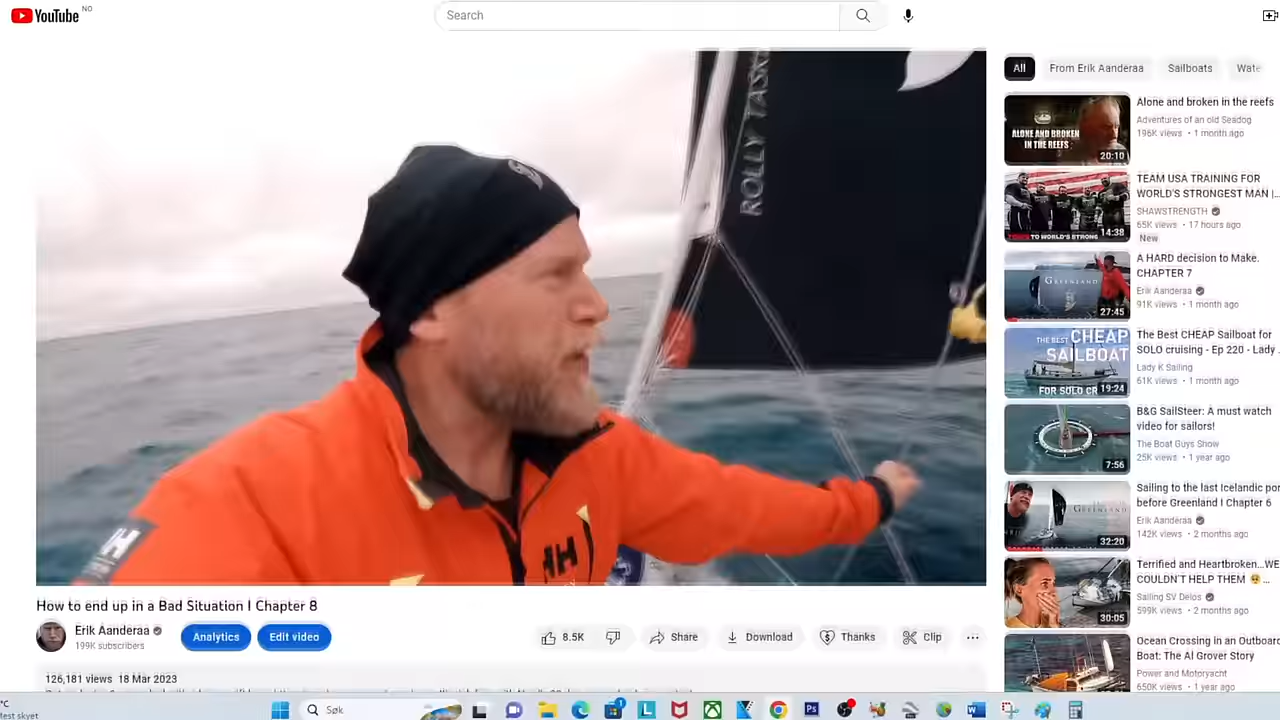 YouTube NO
Search
ROLLY TASK
HH
HH
How to end up in a Bad Situation I Chapter 8
Erik Aanderaa
199K subscribers
Analytics
Edit video
8.5K
Share
Download
Thanks
Clip
126,181 views 18 Mar 2023
All
From Erik Aanderaa
Sailboats
Wate
ALONE AND BROKEN
IN THE REEFS
20:10
Alone and broken in the reefs
Adventures of an old Seadog
196K views • 1 month ago
TO WORLD'S STRONG
14:38
TEAM USA TRAINING FOR
WORLD'S STRONGEST MAN |...
SHAWSTRENGTH
65K views • 17 hours ago
New
GREENLAND
27:45
A HARD decision to Make.
CHAPTER 7
Erik Aanderaa
91K views • 1 month ago
THE BEST CHEAP
SAILBOAT
FOR SOLO CR
19:24
The Best CHEAP Sailboat for
SOLO cruising - Ep 220 - Lady
Lady K Sailing
61K views • 1 month ago
7:56
B&G SailSteer: A must watch
video for sailors!
The Boat Guys Show
25K views • 1 year ago
GREENLAND
32:20
Sailing to the last Icelandic por
before Greenland I Chapter 6
Erik Aanderaa
142K views • 2 months ago
30:05
Terrified and Heartbroken...WE
COULDN'T HELP THEM 🥺...
Sailing SV Delos
599K views • 2 months ago
Ocean Crossing in an Outboard
Boat: The Al Grover Story
Power and Motoryacht
650K views • 1 year ago
°C
test skyet
Søk